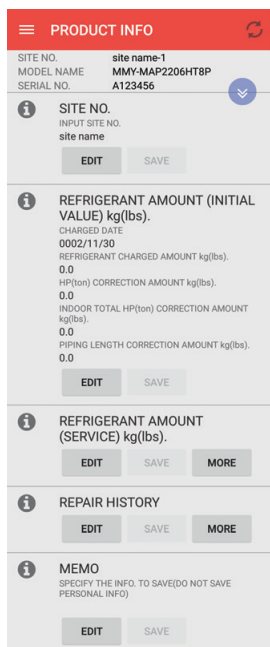 PRODUCT INFO
SITE NO. site name-1
MODEL NAME MMY-MAP2206HT8P
SERIAL NO. A123456
SITE NO.
INPUT SITE NO.
site name
EDIT SAVE
REFRIGERANT AMOUNT (INITIAL
VALUE) kg(lbs).
CHARGED DATE
0002/11/30
REFRIGERANT CHARGED AMOUNT kg(lbs).
0.0
HP(ton) CORRECTION AMOUNT kg(lbs).
0.0
INDOOR TOTAL HP(ton) CORRECTION AMOUNT
kg(lbs).
0.0
PIPING LENGTH CORRECTION AMOUNT kg(lbs).
0.0
EDIT SAVE
REFRIGERANT AMOUNT
(SERVICE) kg(lbs).
EDIT SAVE MORE
REPAIR HISTORY
EDIT SAVE MORE
MEMO
SPECIFY THE INFO. TO SAVE(DO NOT SAVE
PERSONAL INFO)
EDIT SAVE